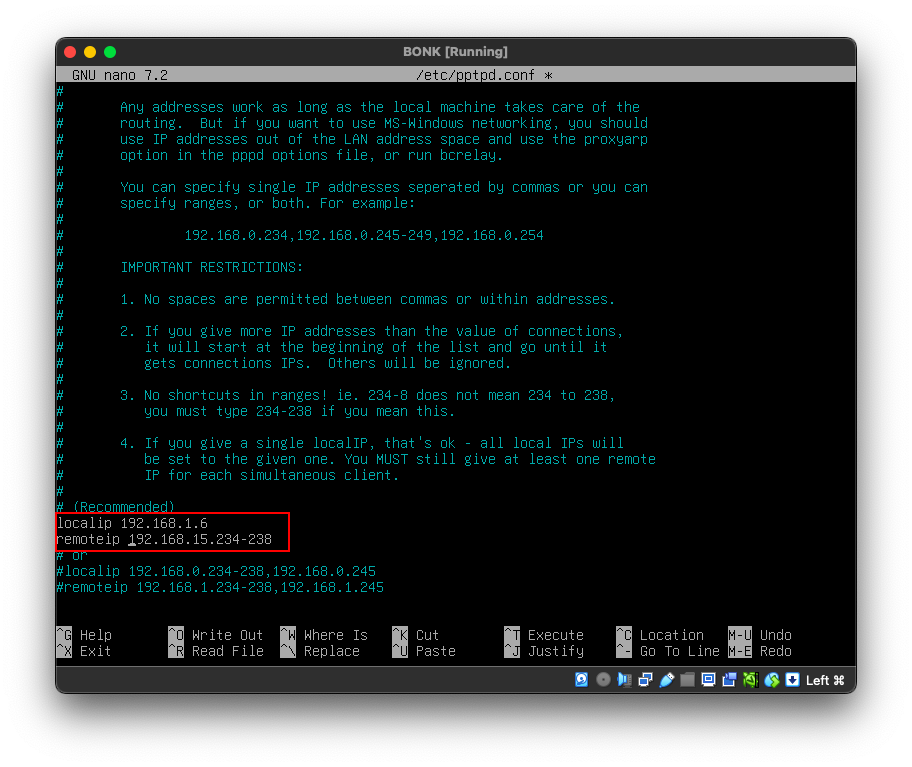 BONK [Running]
GNU nano 7.2 /etc/pptpd.conf *
#
# Any addresses work as long as the local machine takes care of the
# routing.  But if you want to use MS-Windows networking, you should
# use IP addresses out of the LAN address space and use the proxyarp
# option in the pppd options file, or run bcrelay.
#
# You can specify single IP addresses seperated by commas or you can
# specify ranges, or both. For example:
#
# 192.168.0.234,192.168.0.245-249,192.168.0.254
#
# IMPORTANT RESTRICTIONS:
#
# 1. No spaces are permitted between commas or within addresses.
#
# 2. If you give more IP addresses than the value of connections,
# it will start at the beginning of the list and go until it
# gets connections IPs.  Others will be ignored.
#
# 3. No shortcuts in ranges! ie. 234-8 does not mean 234 to 238,
# you must type 234-238 if you mean this.
#
# 4. If you give a single localIP, that's ok - all local IPs will
# be set to the given one. You MUST still give at least one remote
# IP for each simultaneous client.
#
# (Recommended)
localip 192.168.1.6
remoteip 192.168.15.234-238
# or
#localip 192.168.0.234-238,192.168.0.245
#remoteip 192.168.1.234-238,192.168.1.245
^G Help ^O Write Out ^W Where Is ^K Cut ^T Execute ^C Location M-U Undo
^X Exit ^R Read File ^\ Replace ^U Paste ^J Justify ^- Go To Line M-E Redo
Left ⌘